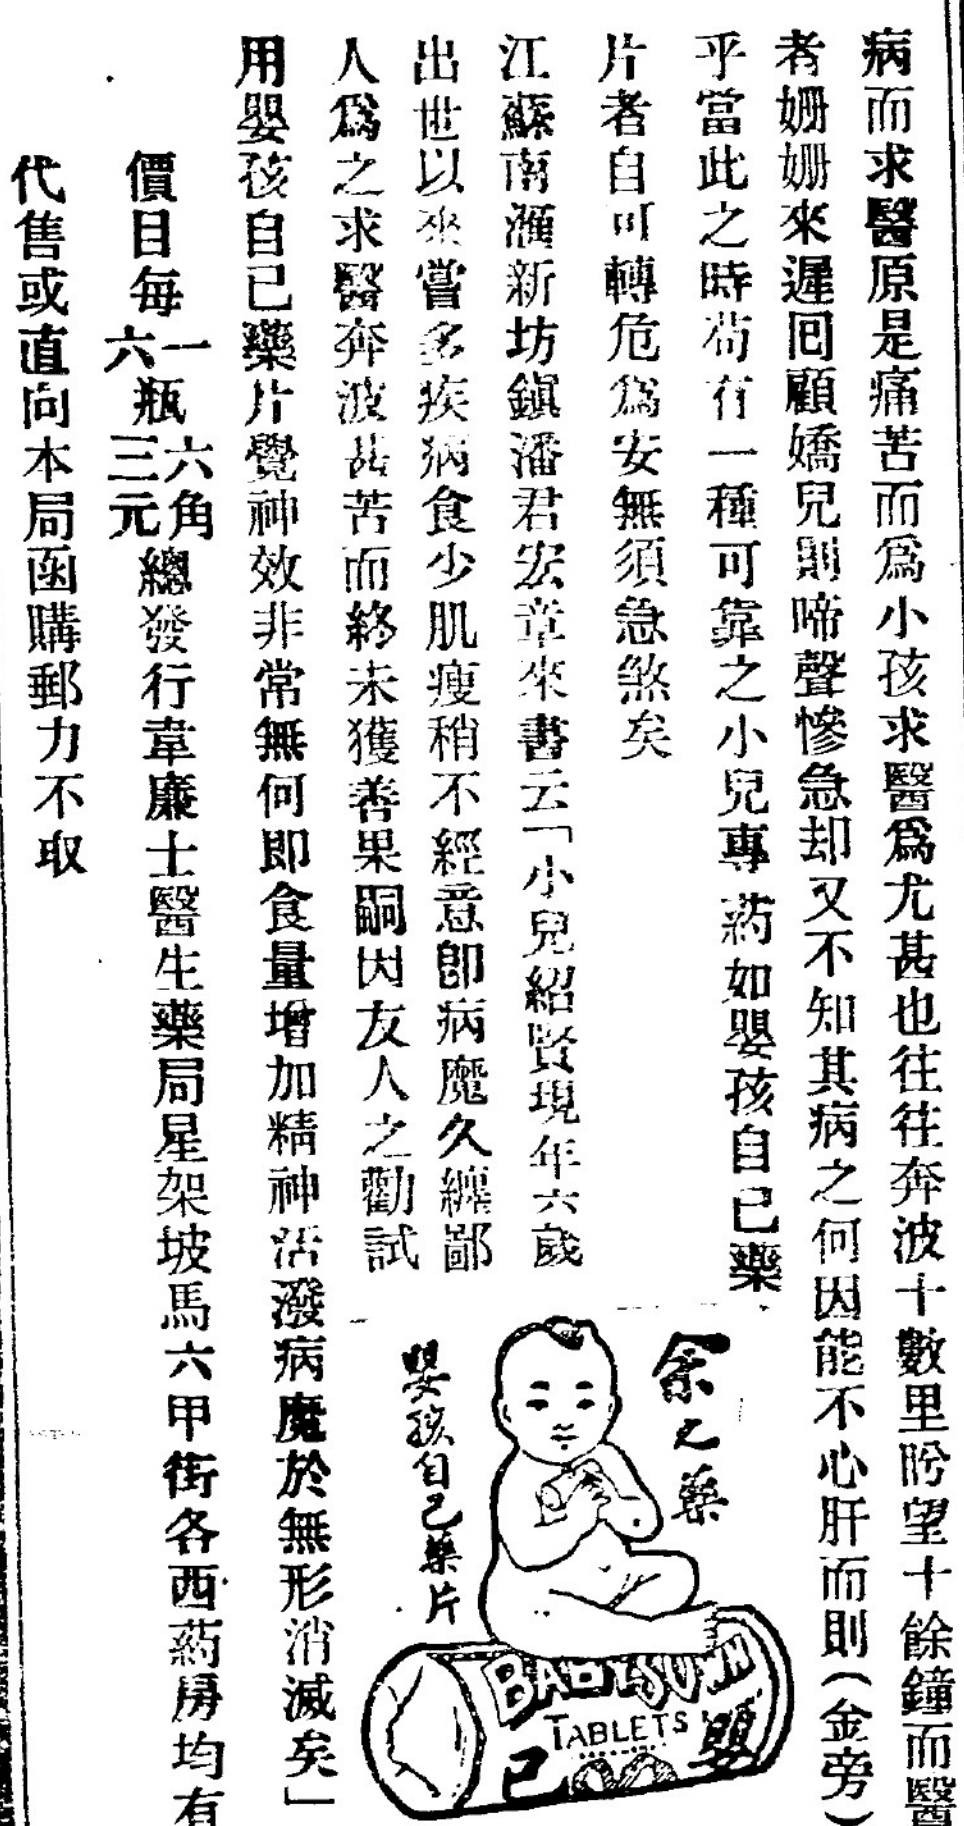 病而求醫原是痛苦而爲小孩求醫爲尤甚也往往奔波十數里盻望十餘鐘而醫
者姍姍來遲回顧嬌兒則啼聲慘急却又不知其病之何因能不心肝而則(金旁)
乎當此之時苟有一種可靠之小兒專葯如嬰孩自己藥
片者自可轉危爲安無須急煞矣
江蘇南滙新坊鎭潘君宏章來書云「小兒紹賢現年六歲
出世以來嘗多疾病食少肌瘦稍不經意卽病魔久纏鄙
人爲之求醫奔波甚苦而終未獲善果嗣因友人之勸試
用嬰孩自己藥片覺神效非常無何即食量增加精神活潑病魔於無形消滅矣」
價目每一瓶六角
六瓶三元
總發行韋廉士醫生藥局星架坡馬六甲街各西葯房均有
代售或直向本局函購郵力不取
余之藥
嬰孩自己藥片
BABY'S OWN
TABLETS
嬰
己